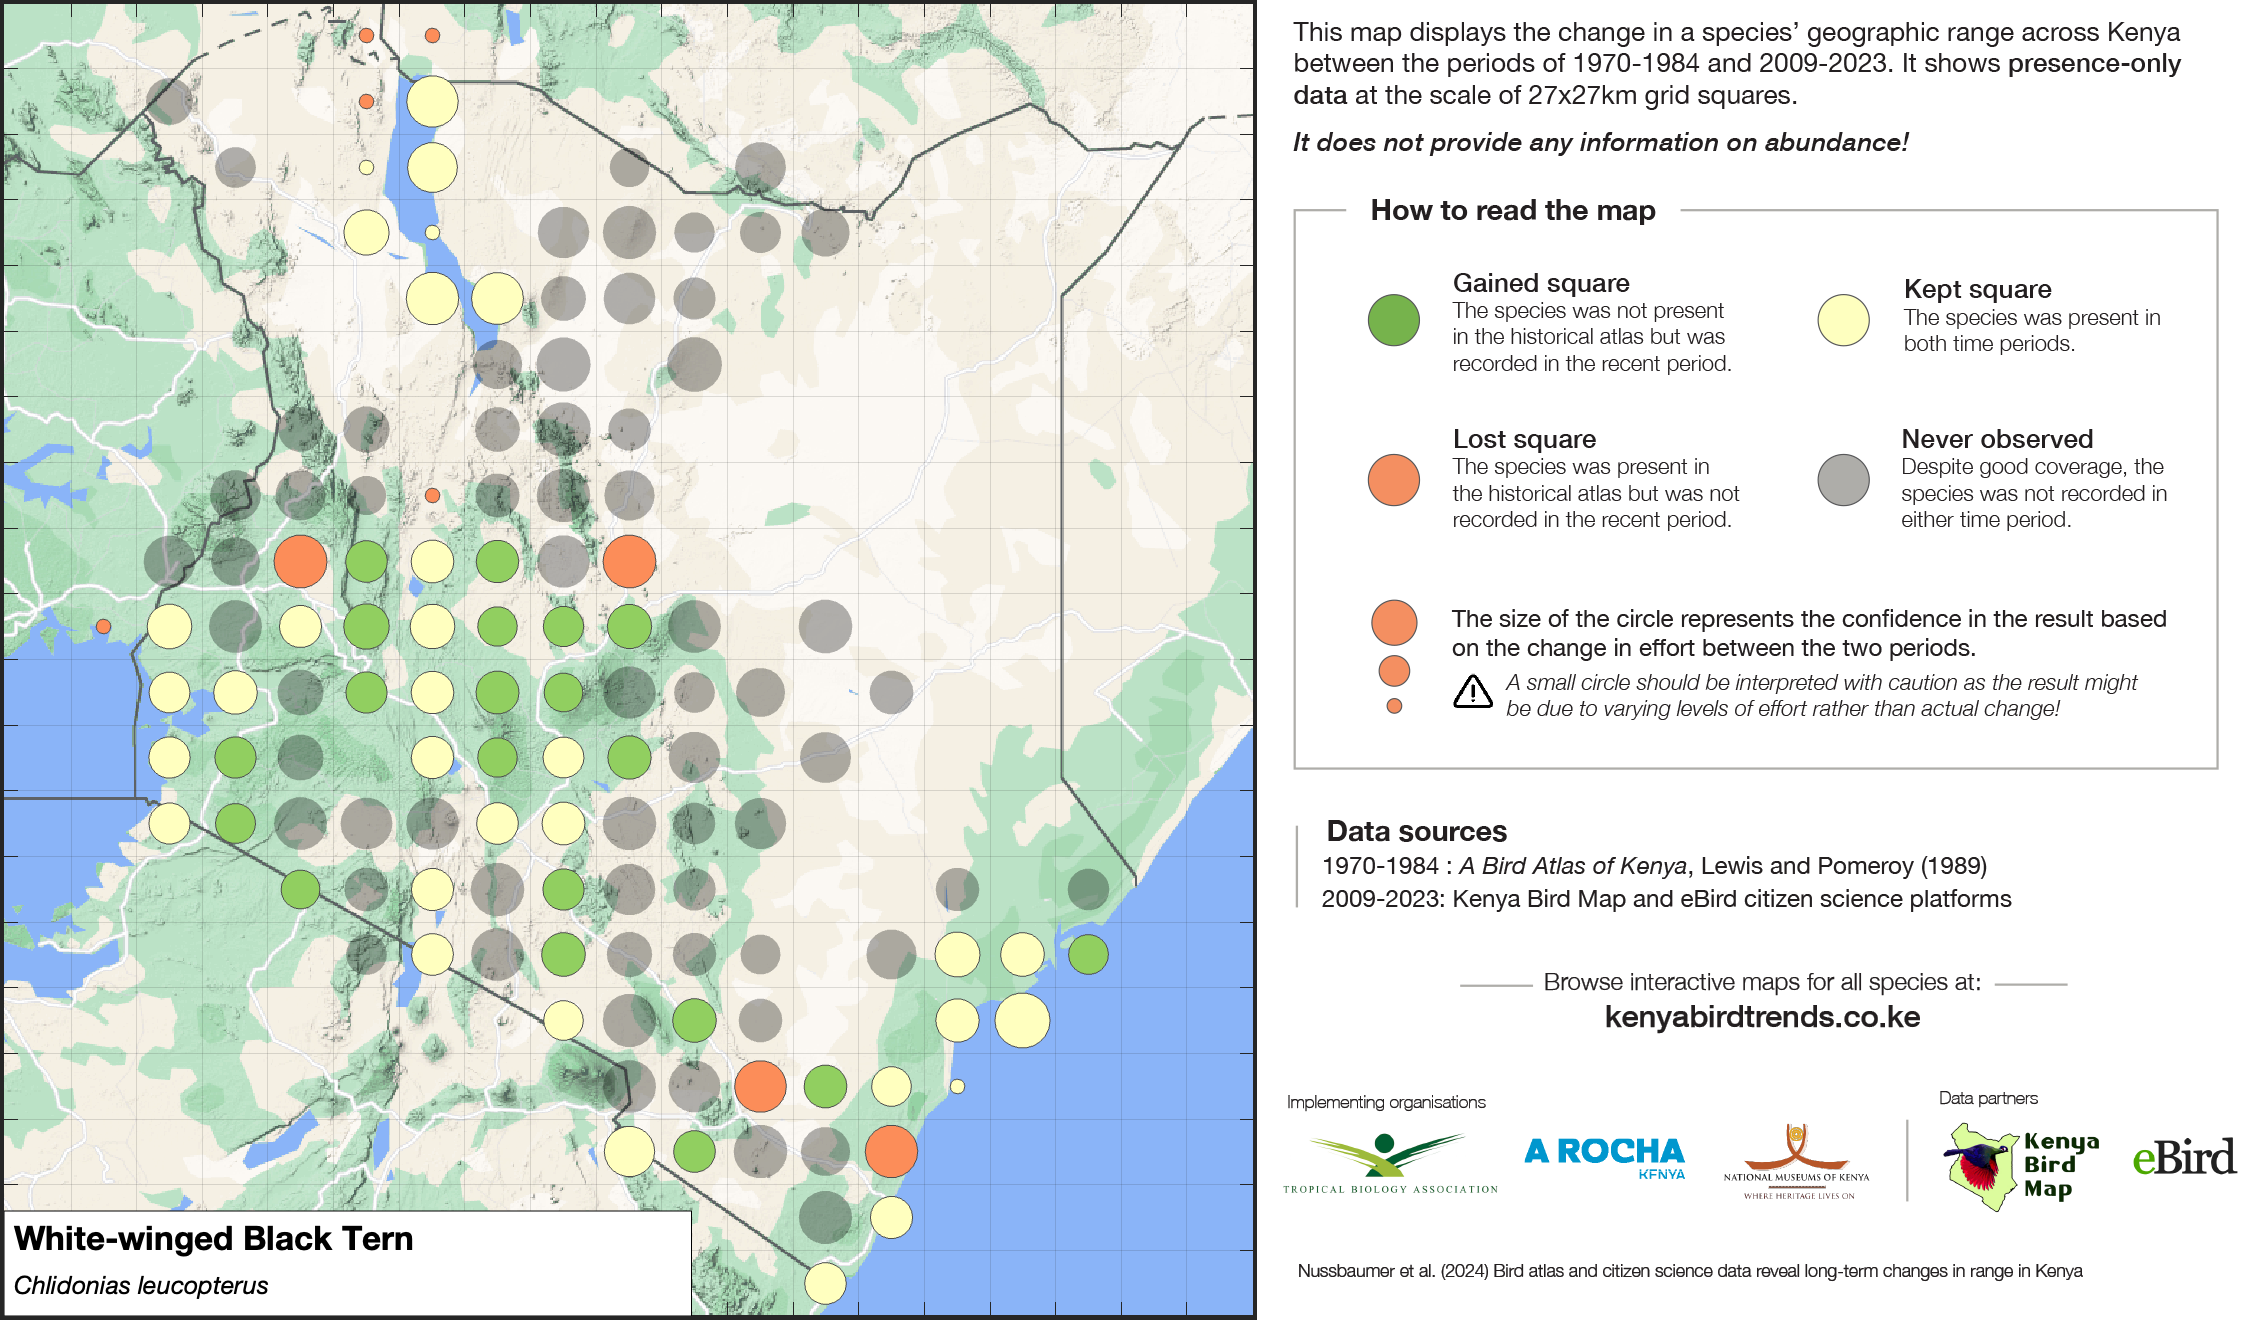 This map displays the change in a species’ geographic range across Kenya
between the periods of 1970-1984 and 2009-2023. It shows presence-only
data at the scale of 27x27km grid squares.
It does not provide any information on abundance!
How to read the map
Gained square
The species was not present
in the historical atlas but was
recorded in the recent period.
Kept square
The species was present in
both time periods.
Lost square
The species was present in
the historical atlas but was not
recorded in the recent period.
Never observed
Despite good coverage, the
species was not recorded in
either time period.
The size of the circle represents the confidence in the result based
on the change in effort between the two periods.
A small circle should be interpreted with caution as the result might
be due to varying levels of effort rather than actual change!
Data sources
1970-1984 : A Bird Atlas of Kenya, Lewis and Pomeroy (1989)
2009-2023: Kenya Bird Map and eBird citizen science platforms
Browse interactive maps for all species at:
kenyabirdtrends.co.ke
Implementing organisations
Data partners
TROPICAL BIOLOGY ASSOCIATION
A ROCHA
KENYA
NATIONAL MUSEUMS OF KENYA
WHERE HERITAGE LIVES ON
Kenya
Bird
Map
eBird
Nussbaumer et al. (2024) Bird atlas and citizen science data reveal long-term changes in range in Kenya
White-winged Black Tern
Chlidonias leucopterus